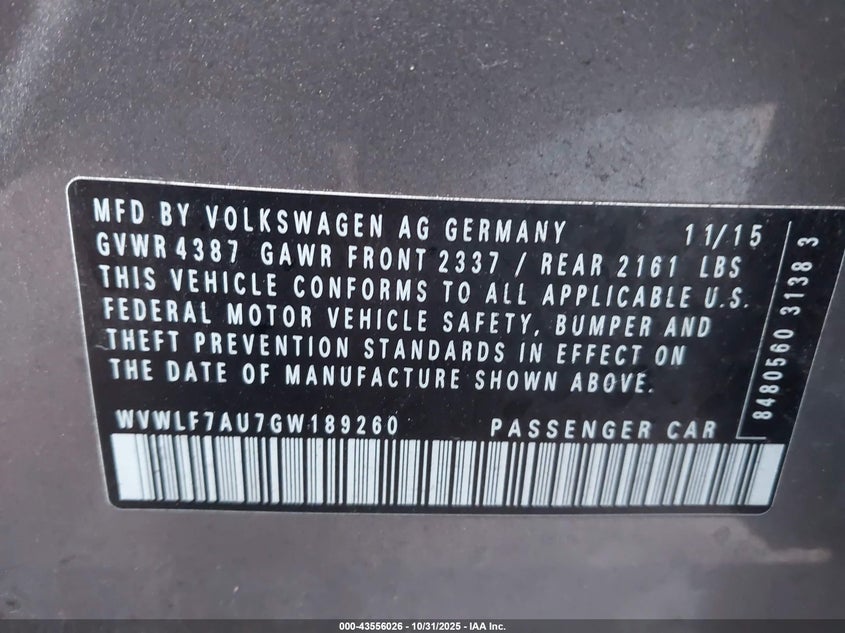 MFD BY VOLKSWAGEN AG GERMANY 11/15
GVWR 4387 GAWR FRONT 2337 / REAR 2161 LBS
THIS VEHICLE CONFORMS TO ALL APPLICABLE U.S.
FEDERAL MOTOR VEHICLE SAFETY, BUMPER AND
THEFT PREVENTION STANDARDS IN EFFECT ON
THE DATE OF MANUFACTURE SHOWN ABOVE.
WVWLF7AU7GW189260 PASSENGER CAR
8480560 3138 3
000-43556026 - 10/31/2025 - IAA Inc.